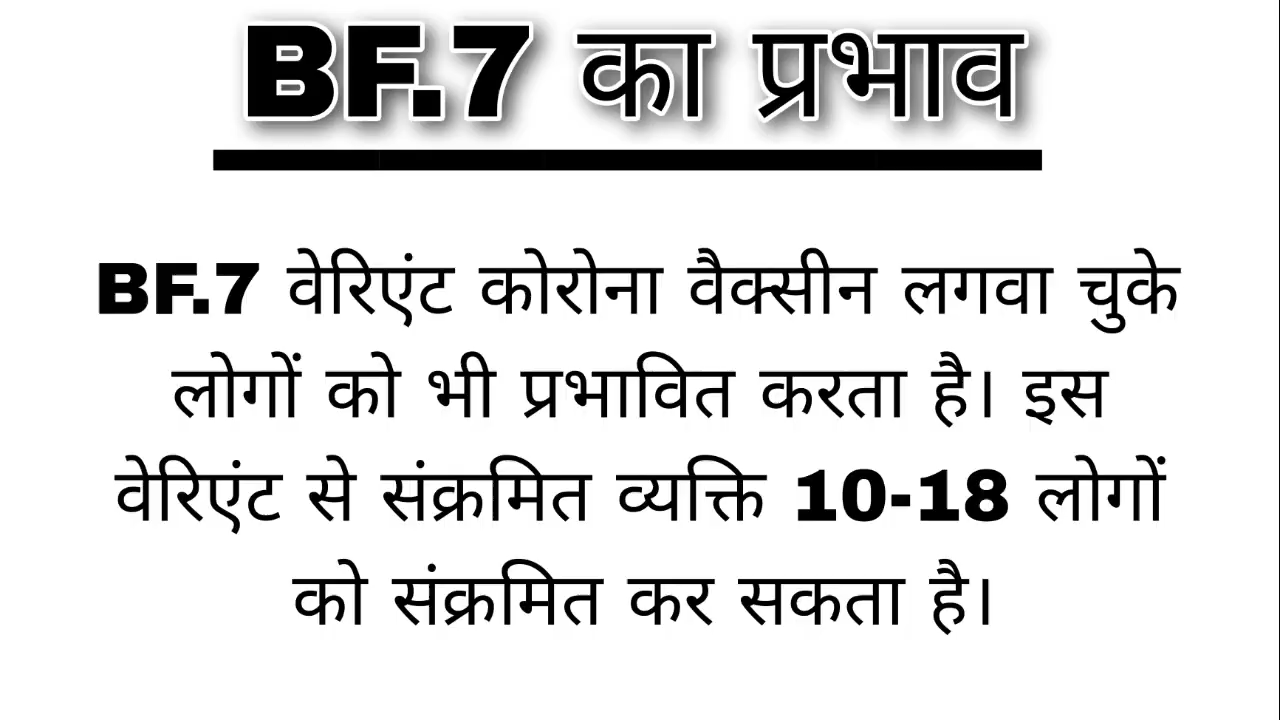 BF.7 का प्रभाव
BF.7 वेरिएंट कोरोना वैक्सीन लगवा चुके
लोगों को भी प्रभावित करता है। इस
वेरिएंट से संक्रमित व्यक्ति 10-18 लोगों
को संक्रमित कर सकता है।